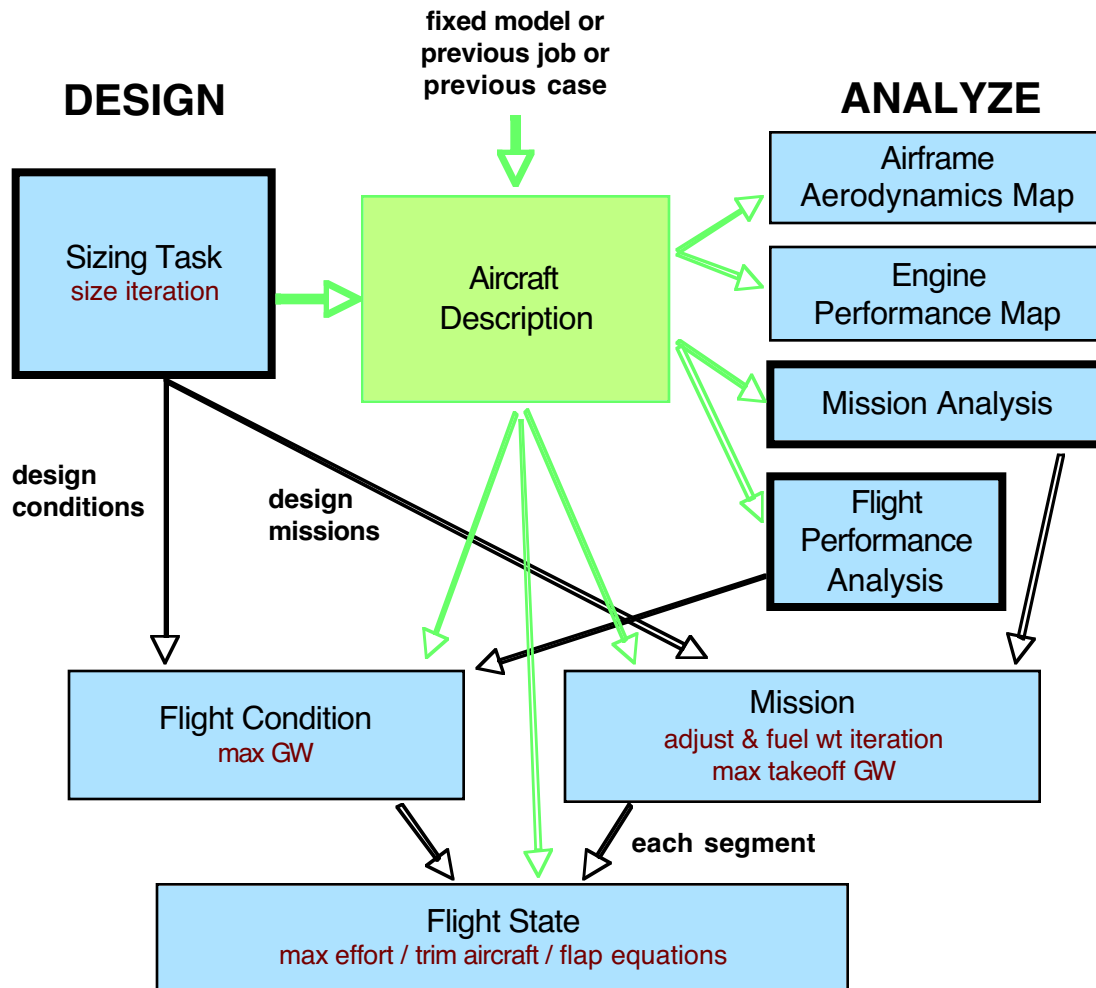 fixed model or
previous job or
previous case
DESIGN
ANALYZE
Airframe
Aerodynamics Map
Sizing Task
size iteration
Aircraft
Description
Engine
Performance Map
Mission Analysis
design
conditions
design
missions
Flight
Performance
Analysis
Flight Condition
max GW
Mission
adjust & fuel wt iteration
max takeoff GW
each segment
Flight State
max effort / trim aircraft / flap equations